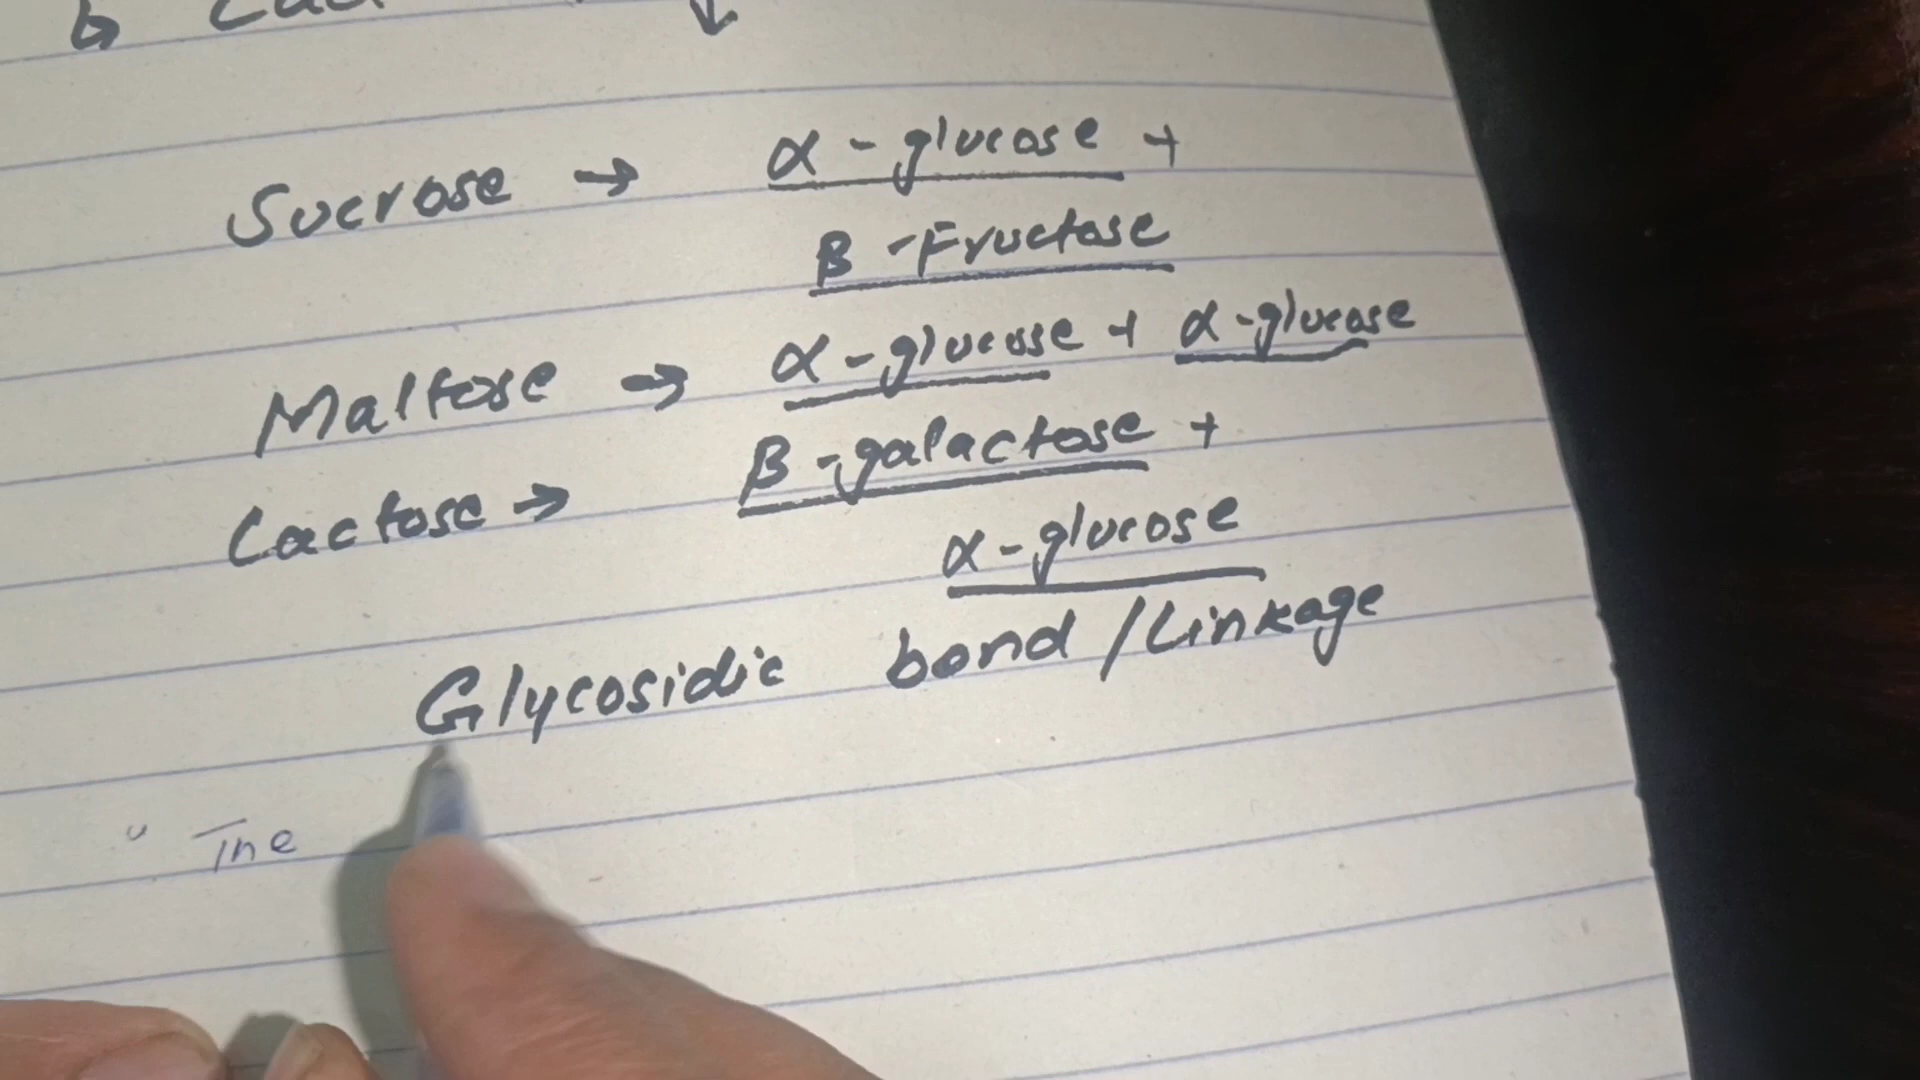 Sucrose → α - glucose +
β - Fructose
Maltose → α - glucose + α - glucose
Lactose → β - galactose +
α - glucose
Glycosidic bond / Linkage
" The